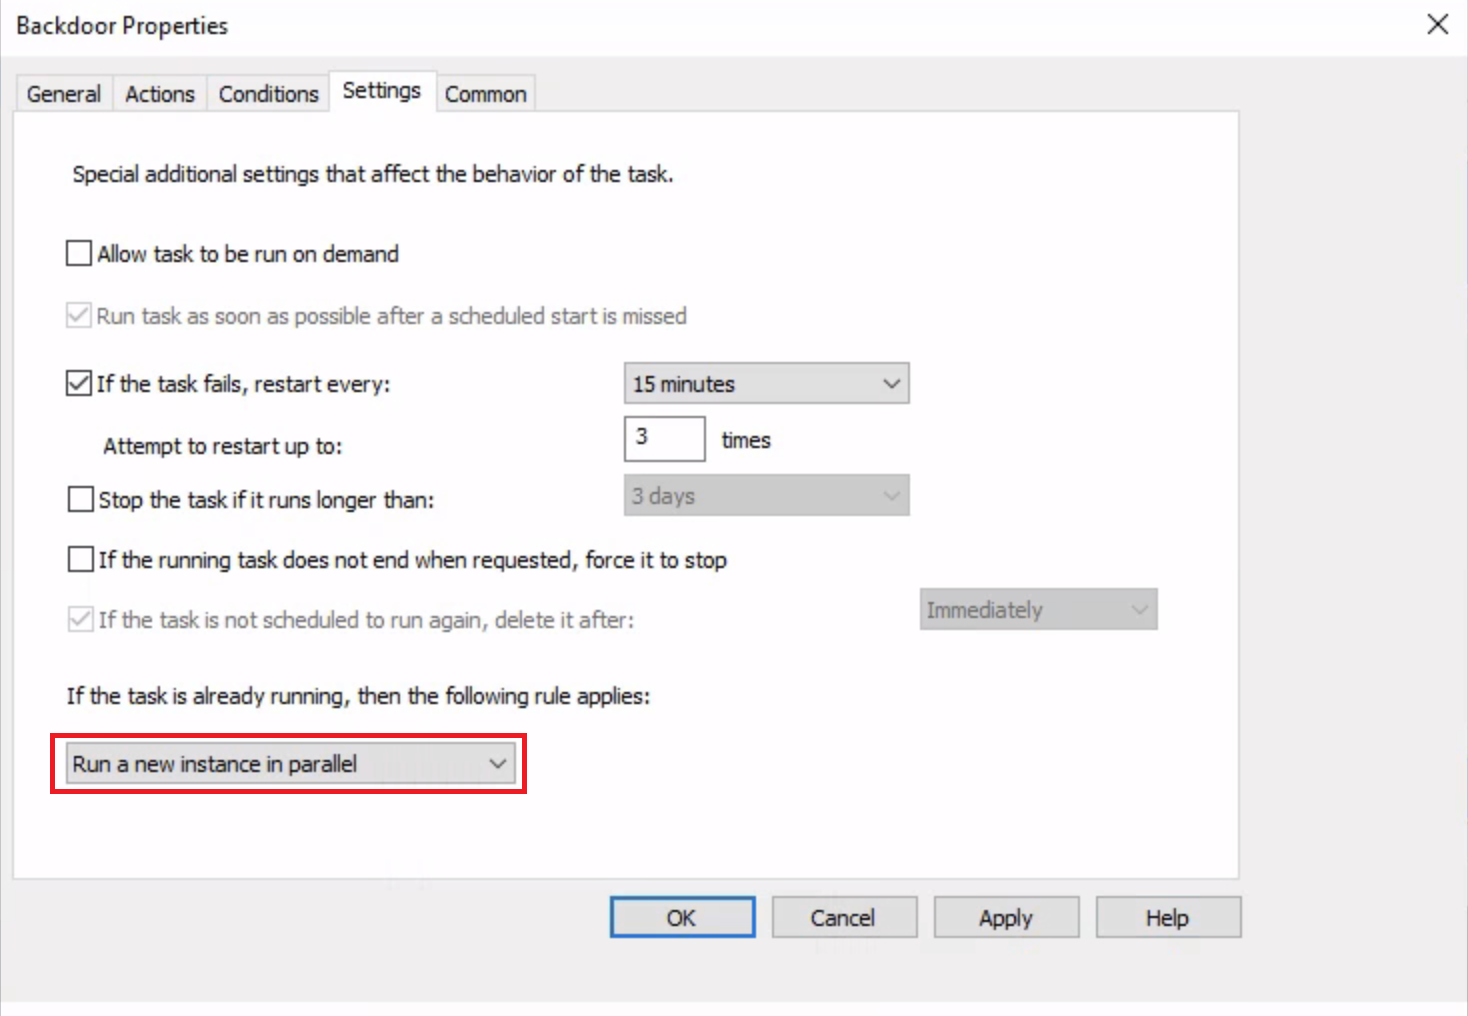 Backdoor Properties
General Actions Conditions Settings Common
Special additional settings that affect the behavior of the task.
Allow task to be run on demand
Run task as soon as possible after a scheduled start is missed
If the task fails, restart every: 15 minutes
Attempt to restart up to: 3 times
Stop the task if it runs longer than: 3 days
If the running task does not end when requested, force it to stop
If the task is not scheduled to run again, delete it after: Immediately
If the task is already running, then the following rule applies:
Run a new instance in parallel
OK Cancel Apply Help